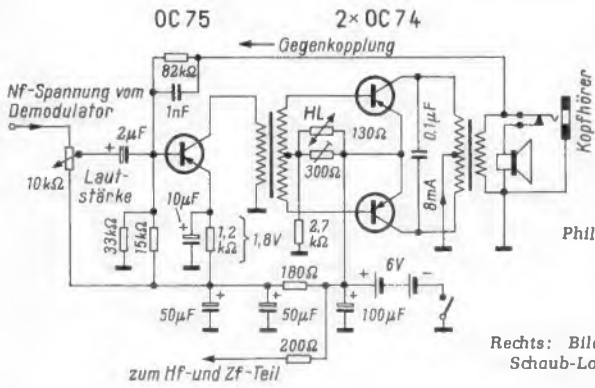 OC 75
2× OC 74
Gegenkopplung
82kΩ
1nF
Nf-Spannung vom
Demodulator
2µF
+
10kΩ
Laut-
stärke
33kΩ
15kΩ
10µF
+
1,2
kΩ
1,8V
HL
130Ω
300Ω
2,7
kΩ
0,1µF
8mA
Kopfhörer
180Ω
6V
+
-
50µF
+
50µF
+
100µF
+
200Ω
zum Hf-und Zf-Teil
Phil
Rechts: Bil
Schaub-Lo